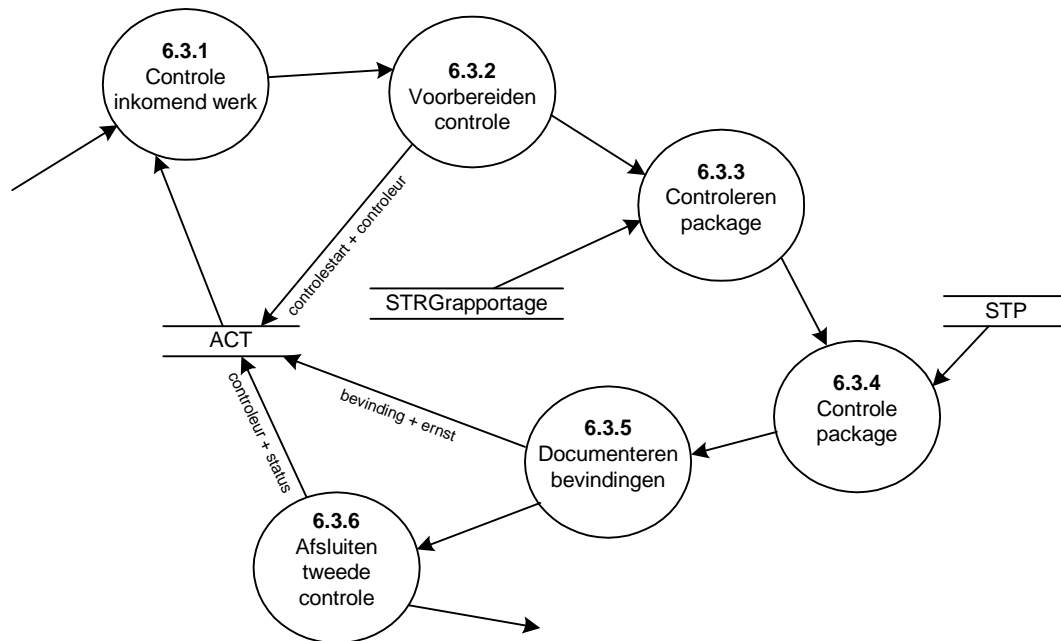 6.3.1
Controle
inkomend werk
6.3.2
Voorbereiden
controle
6.3.3
Controleren
package
controlestart + controleur
STRGrapportage
STP
ACT
6.3.4
Controle
package
bevinding + ernst
6.3.5
Documenteren
bevindingen
controleur + status
6.3.6
Afsluiten
tweede
controle